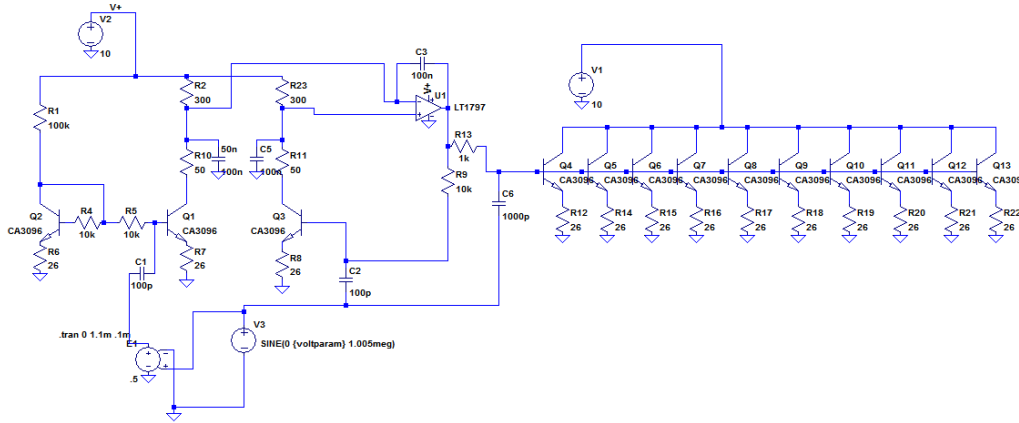 V+
V2
10
R1
100k
R2
300
R23
300
C3
100n
V+
U1
LT1797
V1
10
R10
50
50n
100n
C5
100n
R11
50
R13
1k
R9
10k
C6
1000p
Q4
CA3096
Q5
CA3096
Q6
CA3096
Q7
CA3096
Q8
CA3096
Q9
CA3096
Q10
CA3096
Q11
CA3096
Q12
CA3096
Q13
CA3096
R12
26
R14
26
R15
26
R16
26
R17
26
R18
26
R19
26
R20
26
R21
26
R22
26
Q2
CA3096
R4
10k
R5
10k
Q1
CA3096
Q3
CA3096
R6
26
R7
26
R8
26
C1
100p
C2
100p
.tran 0 1.1m .1m
E1
.5
V3
SINE(0 {voltparam} 1.005meg)